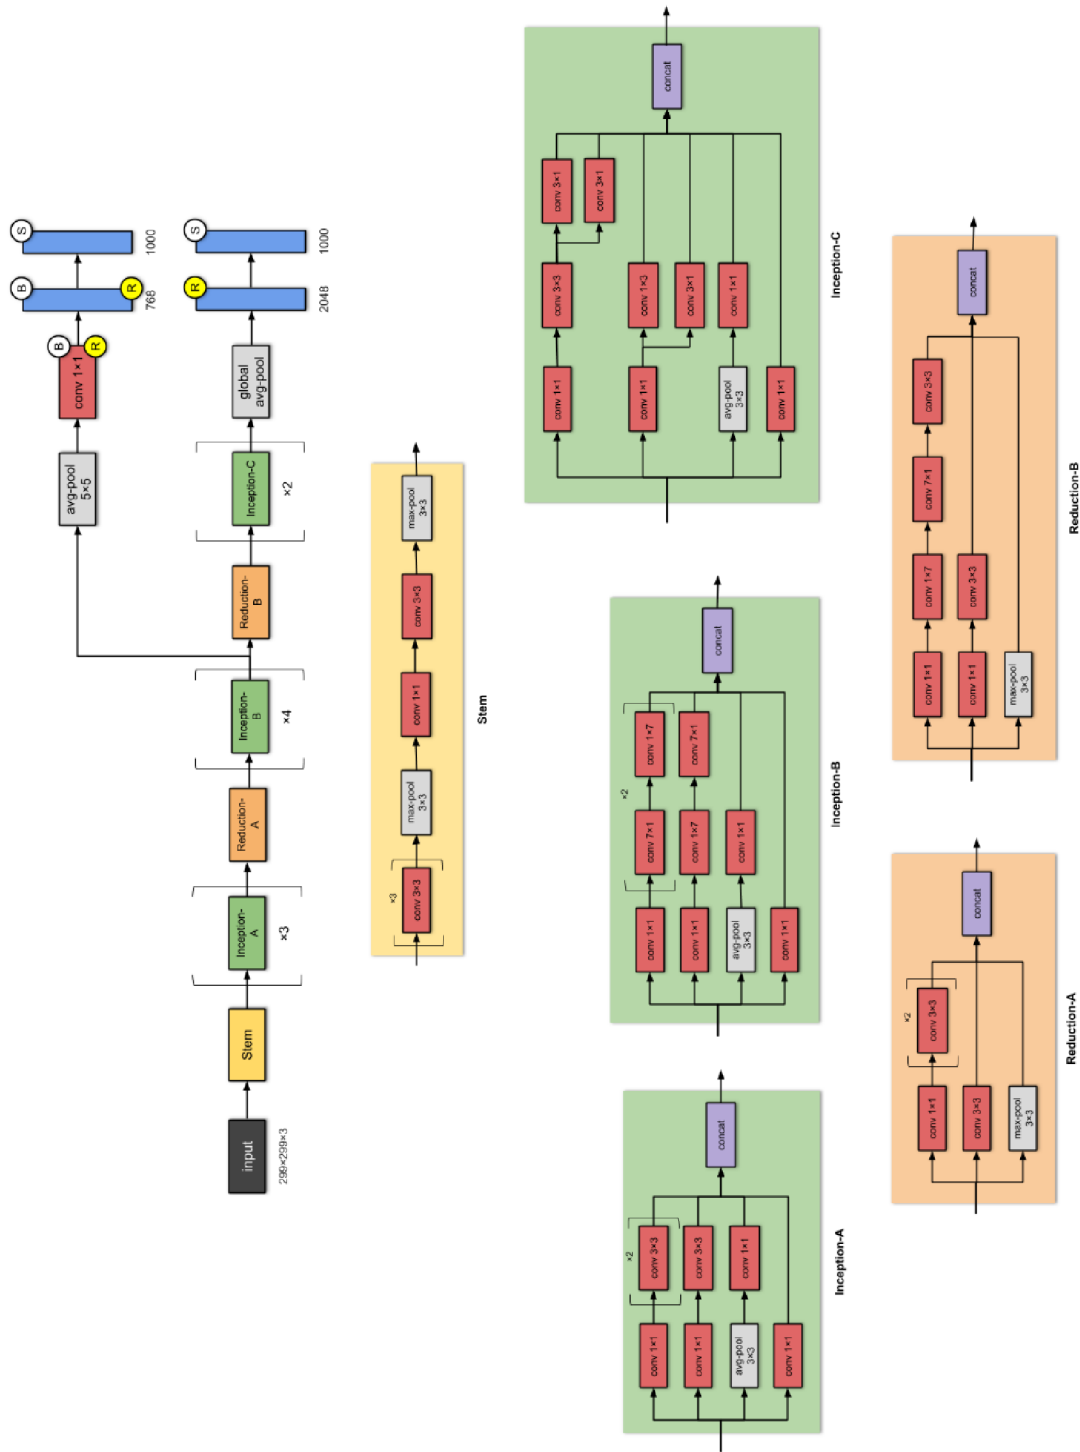 avg-pool
5×5
B
conv 1×1
R
B
R
768
S
1000
input
299×299×3
Stem
Inception-
A
×3
Reduction-
A
Inception-
B
×4
Reduction-
B
Inception-C
×2
global
avg-pool
R
2048
S
1000
×3
conv 3×3
max-pool
3×3
conv 1×1
conv 3×3
max-pool
3×3
Stem
×2
conv 1×1
conv 3×3
conv 1×1
conv 3×3
avg-pool
3×3
conv 1×1
conv 1×1
concat
Inception-A
×2
conv 1×1
conv 7×1
conv 1×7
conv 1×1
conv 1×7
conv 7×1
avg-pool
3×3
conv 1×1
conv 1×1
concat
Inception-B
conv 1×1
conv 3×3
conv 3×1
conv 3×1
conv 1×1
conv 1×3
conv 3×1
avg-pool
3×3
conv 1×1
conv 1×1
concat
Inception-C
×2
conv 1×1
conv 3×3
conv 3×3
max-pool
3×3
concat
Reduction-A
conv 1×1
conv 1×7
conv 7×1
conv 3×3
conv 1×1
conv 3×3
max-pool
3×3
concat
Reduction-B